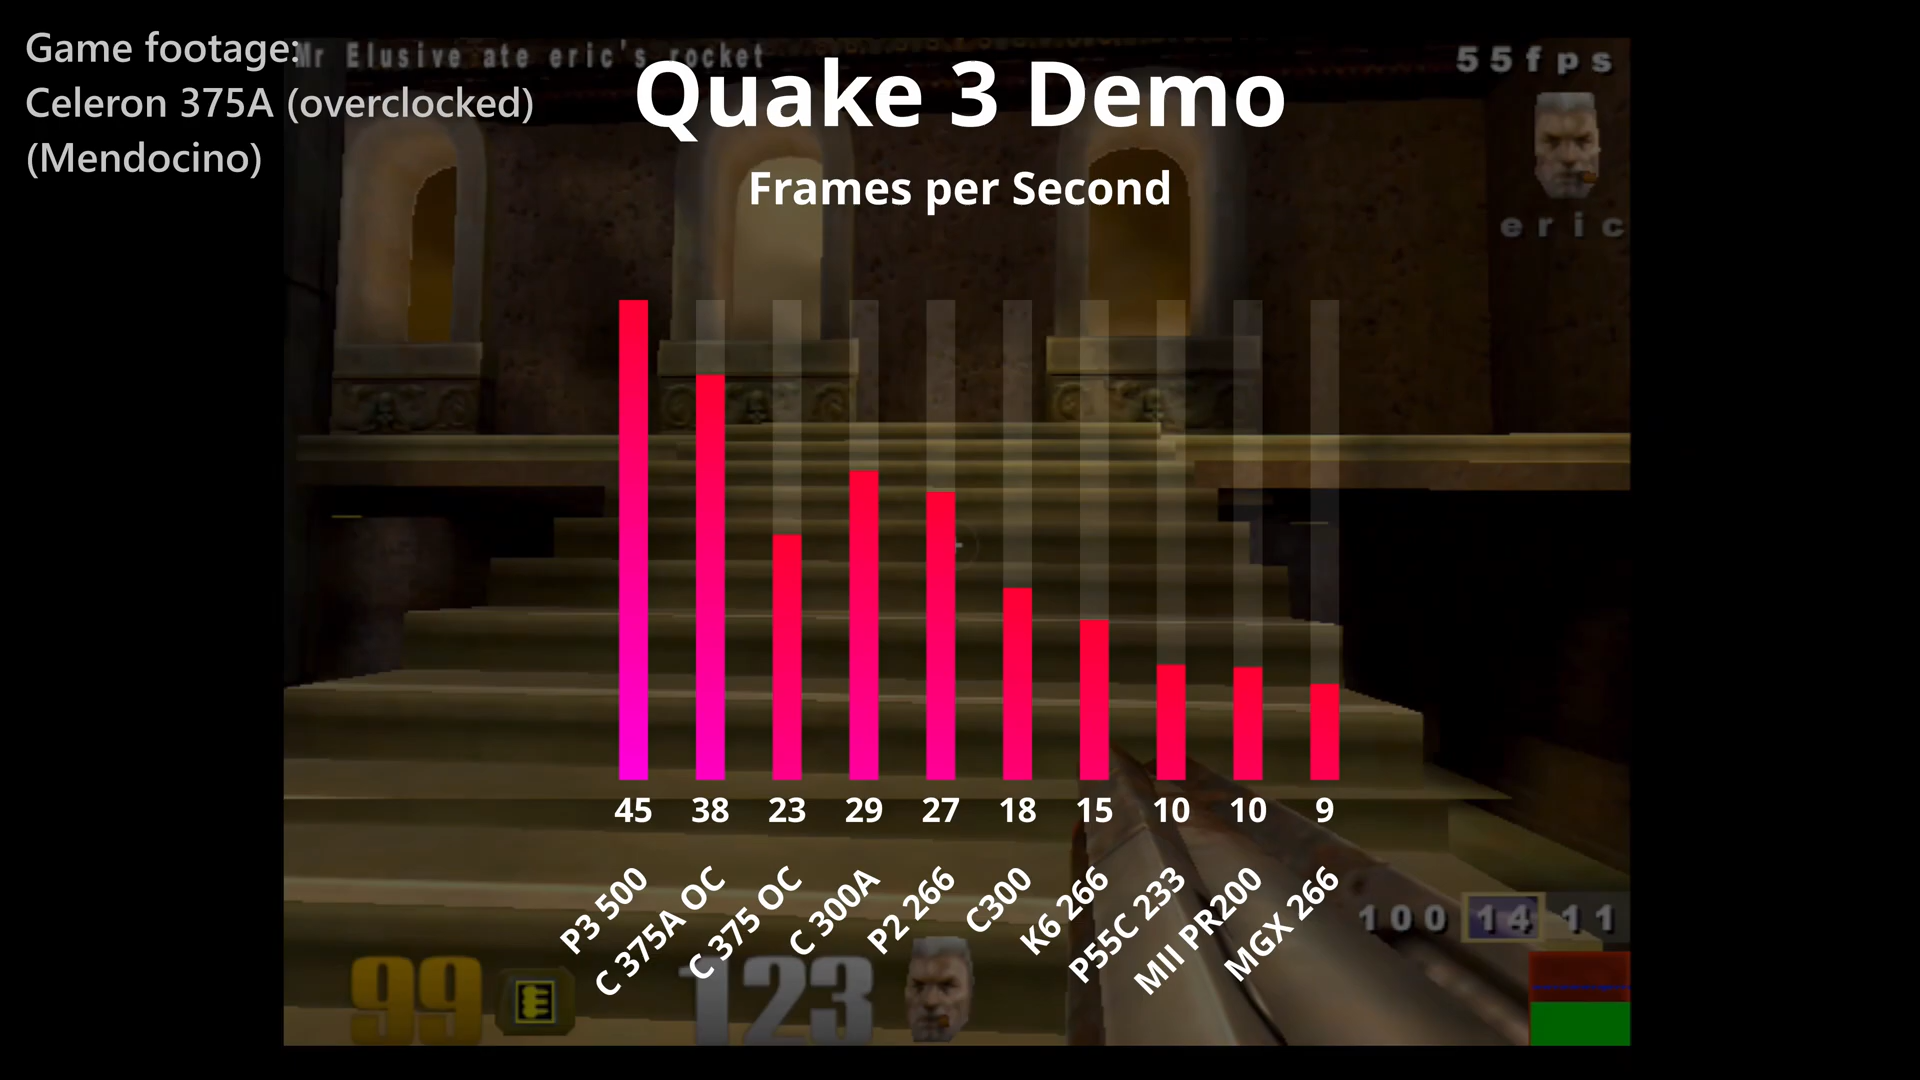 Game footage:
Celeron 375A (overclocked)
(Mendocino)
Mr Elusive ate eric's rocket
Quake 3 Demo
Frames per Second
55fps
eric
45 38 23 29 27 18 15 10 10 9
P3 500
C 375A OC
C 375 OC
C 300A
P2 266
C300
K6 266
P55C 233
MII PR200
MGX 266
100 14 11
99 123